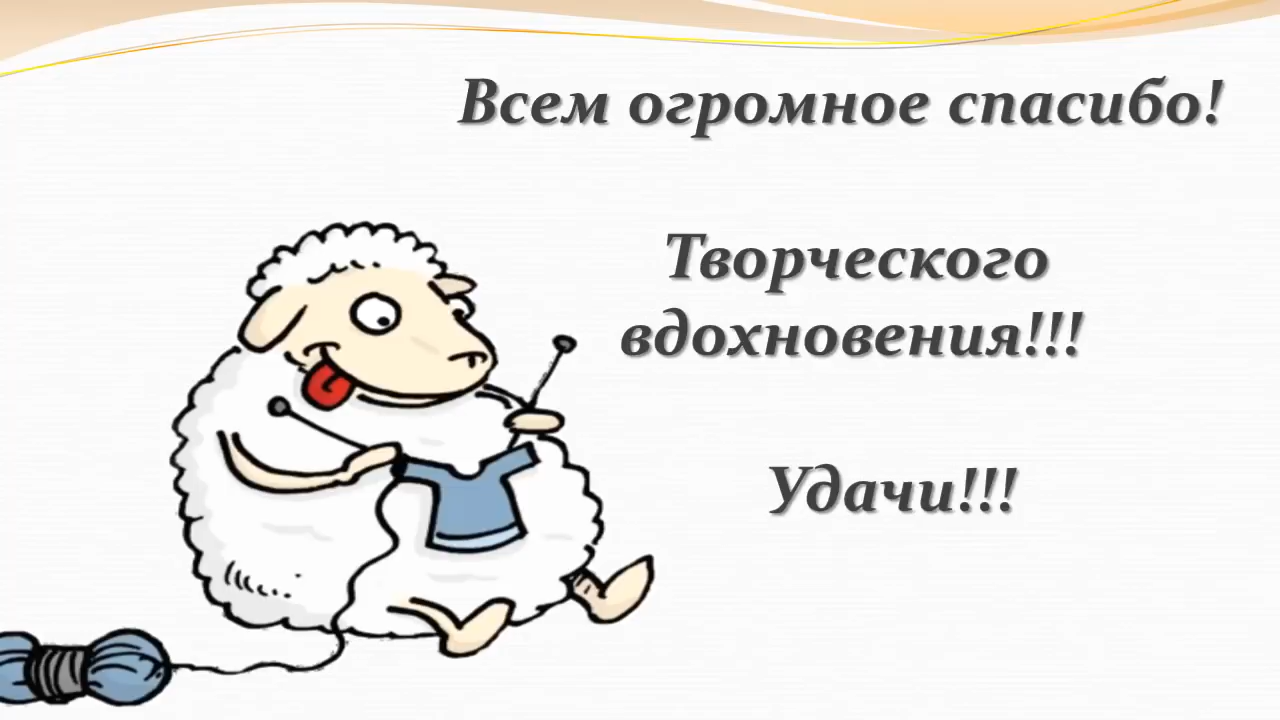 Всем огромное спасибо!
Творческого
вдохновения!!!
Удачи!!!